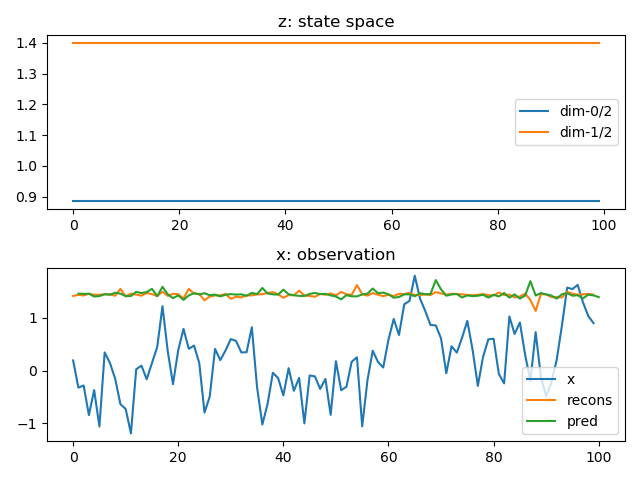 z: state space
1.4
1.3
1.2
1.1
1.0
0.9
dim-0/2
dim-1/2
0 20 40 60 80 100
x: observation
1
0
−1
x
recons
pred
0 20 40 60 80 100